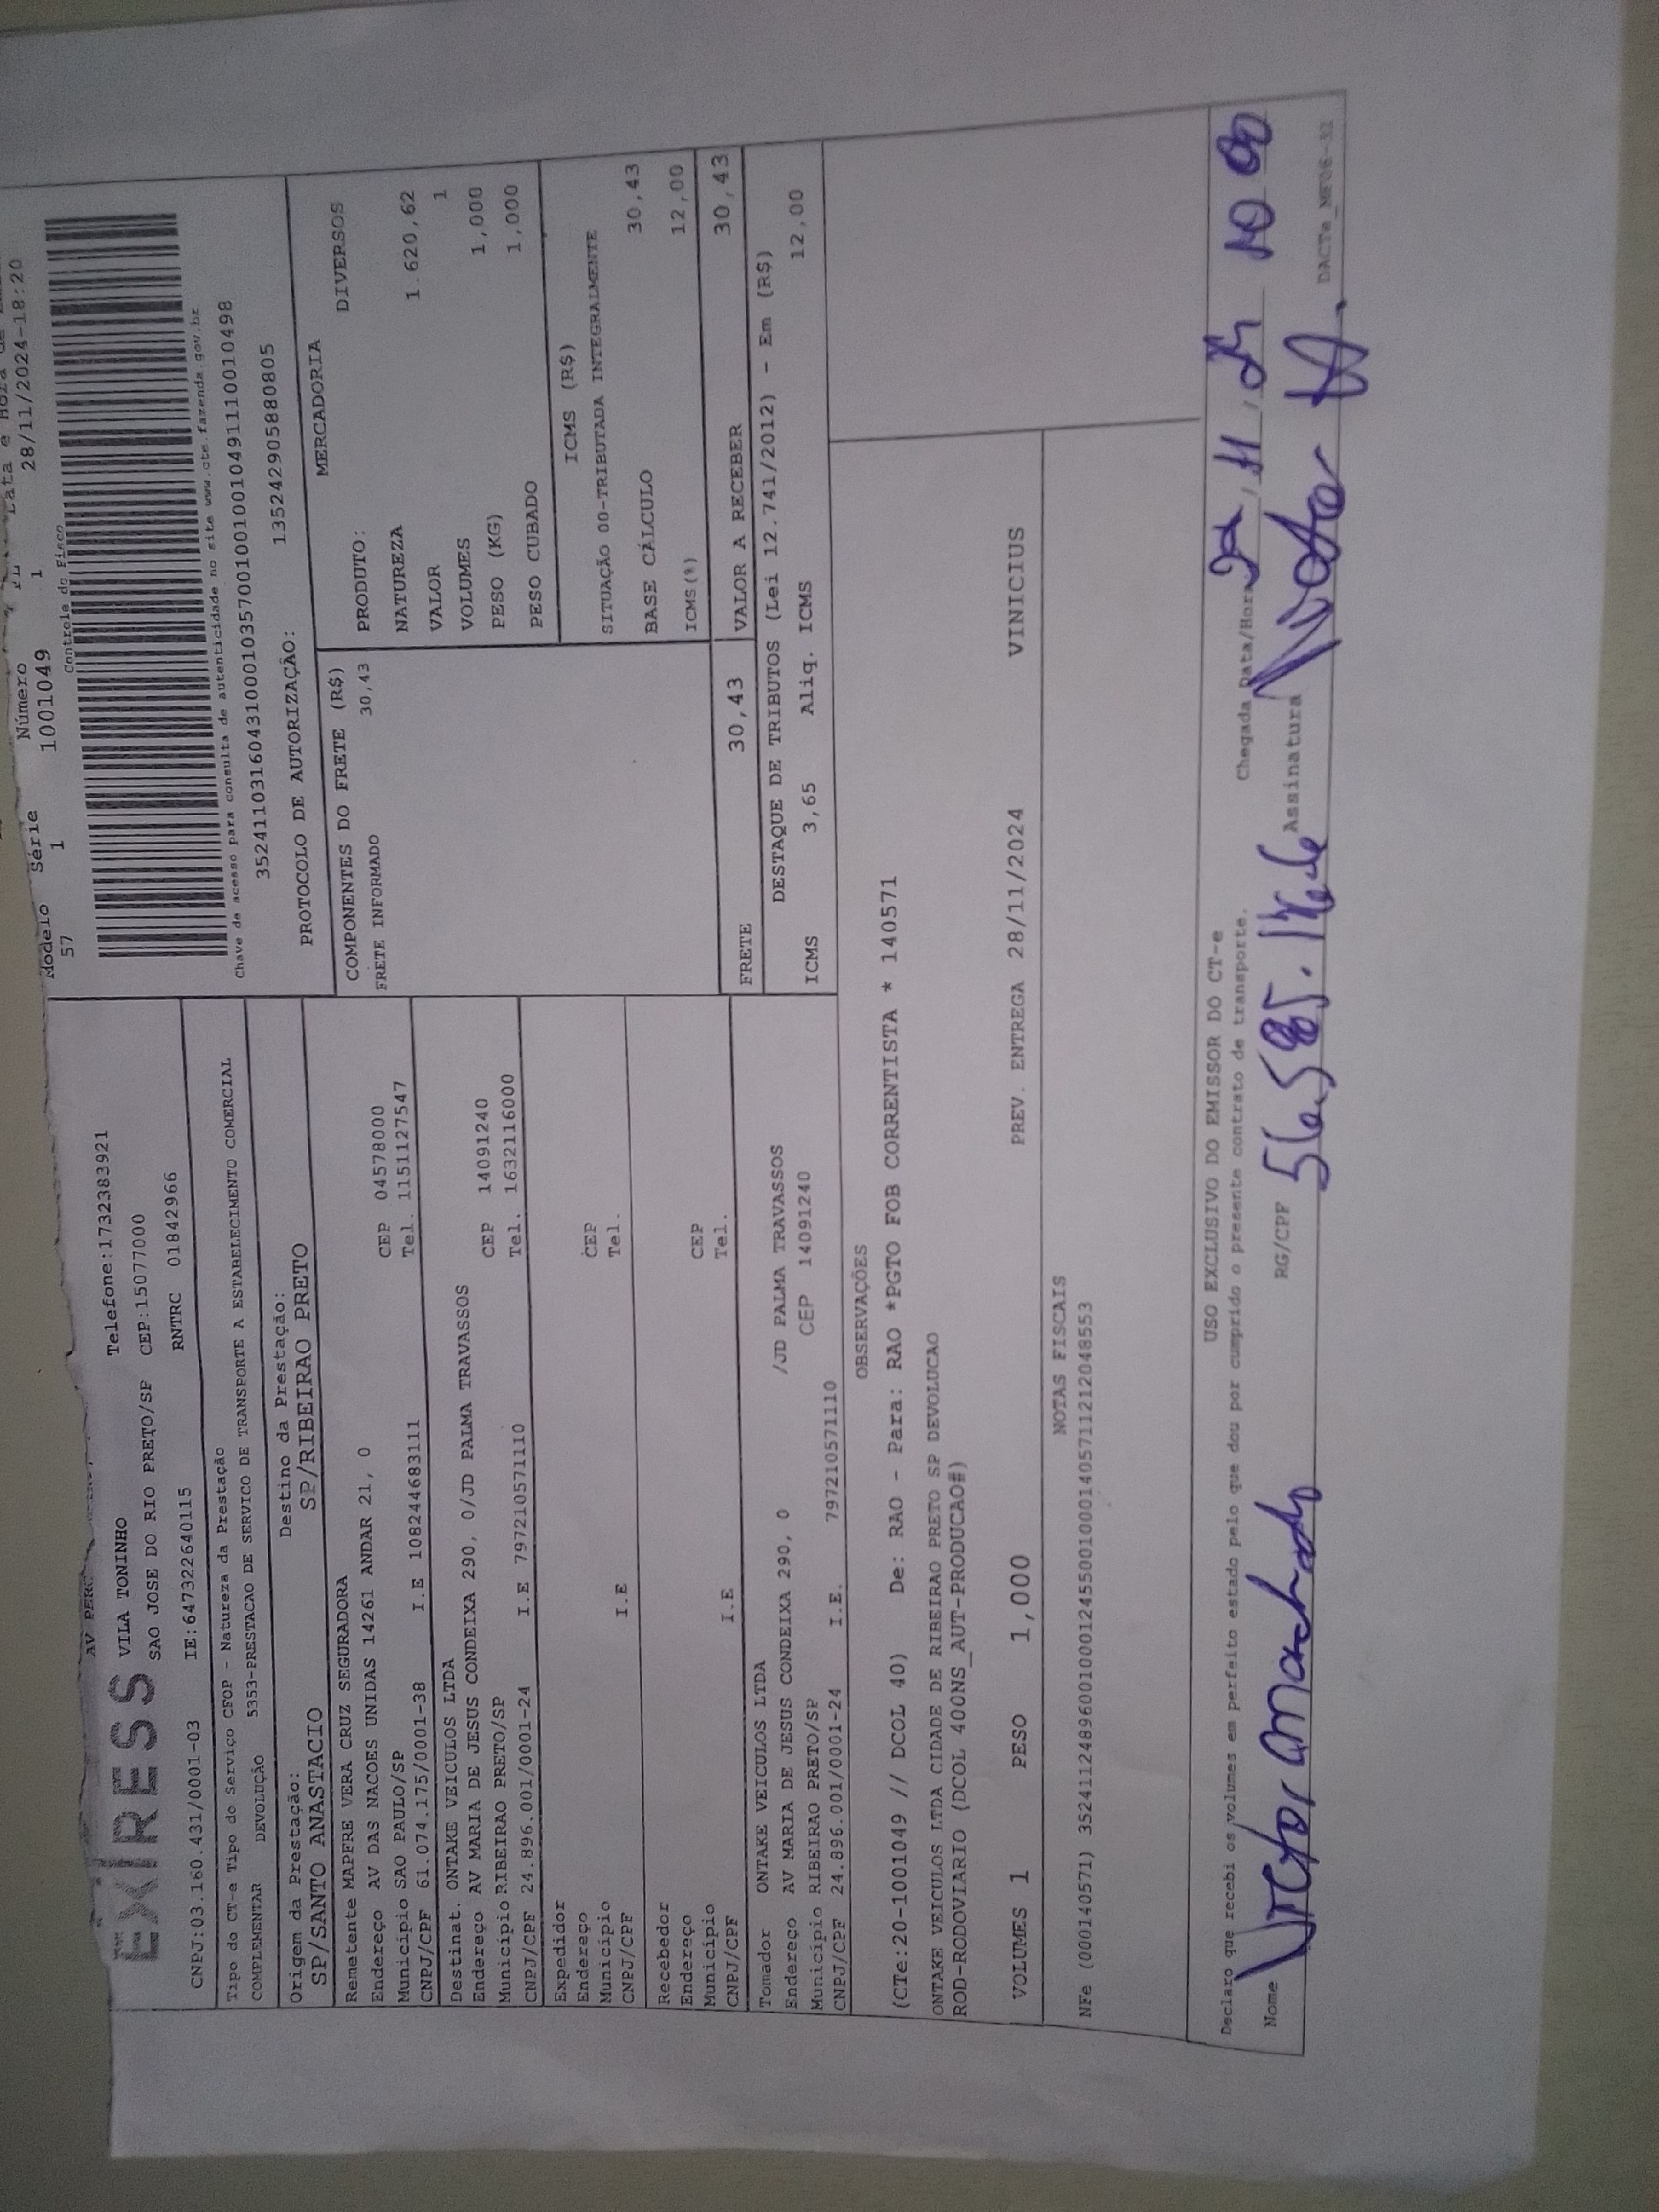 Data e Hora de
Modelo Série Número FL
57 1 1001049 1 28/11/2024-18:20
Controle do Fisco
AV
EXPRESS
VILA TONINHO Telefone:1732383921
SAO JOSE DO RIO PRETO/SP CEP:15077000
CNPJ:03.160.431/0001-03 IE:647322640115 RNTRC 01842966
Chave de acesso para consulta de autenticidade no site www.cte.fazenda.gov.br
35241103160431000103570010010010491110010498
PROTOCOLO DE AUTORIZAÇÃO: 135242905880805
Tipo do CT-e Tipo do Serviço CFOP - Natureza da Prestação
COMPLEMENTAR DEVOLUÇÃO 5353-PRESTACAO DE SERVICO DE TRANSPORTE A ESTABELECIMENTO COMERCIAL
Origem da Prestação: Destino da Prestação:
SP/SANTO ANASTACIO SP/RIBEIRAO PRETO
Remetente MAPFRE VERA CRUZ SEGURADORA
Endereço AV DAS NACOES UNIDAS 14261 ANDAR 21, 0 CEP 04578000
Município SAO PAULO/SP Tel. 1151127547
CNPJ/CPF 61.074.175/0001-38 I.E 108244683111
Destinat. ONTAKE VEICULOS LTDA
Endereço AV MARIA DE JESUS CONDEIXA 290, 0/JD PALMA TRAVASSOS CEP 14091240
Município RIBEIRAO PRETO/SP Tel. 1632116000
CNPJ/CPF 24.896.001/0001-24 I.E 797210571110
Expedidor
Endereço CEP
Município Tel.
CNPJ/CPF I.E
Recebedor
Endereço CEP
Município Tel.
CNPJ/CPF I.E
Tomador ONTAKE VEICULOS LTDA
Endereço AV MARIA DE JESUS CONDEIXA 290, 0 /JD PALMA TRAVASSOS
Município RIBEIRAO PRETO/SP CEP 14091240
CNPJ/CPF 24.896.001/0001-24 I.E. 797210571110
COMPONENTES DO FRETE (R$)
FRETE INFORMADO 30,43
FRETE 30,43
MERCADORIA
PRODUTO: DIVERSOS
NATUREZA
VALOR 1.620,62
VOLUMES 1
PESO (KG) 1,000
PESO CUBADO 1,000
ICMS (R$)
SITUAÇÃO 00-TRIBUTADA INTEGRALMENTE
BASE CÁLCULO 30,43
ICMS(%) 12,00
VALOR A RECEBER 30,43
DESTAQUE DE TRIBUTOS (Lei 12.741/2012) - Em (R$)
ICMS 3,65 Aliq. ICMS 12,00
OBSERVAÇÕES
(CTe:20-1001049 // DCOL 40) De: RAO - Para: RAO *PGTO FOB CORRENTISTA * 140571
ONTAKE VEICULOS LTDA CIDADE DE RIBEIRAO PRETO SP DEVOLUCAO
ROD-RODOVIARIO (DCOL 400NS_AUT-PRODUCAO#)
VOLUMES 1 PESO 1,000 PREV. ENTREGA 28/11/2024 VINICIUS
NOTAS FISCAIS
NFe (000140571) 35241124896001000124550010001405711212048553
USO EXCLUSIVO DO EMISSOR DO CT-e
Declaro que recebi os volumes em perfeito estado pelo que dou por cumprido o presente contrato de transporte.
Chegada Data/Hora
Nome Victor Machado RG/CPF Assinatura
DACTe_MF06-X1